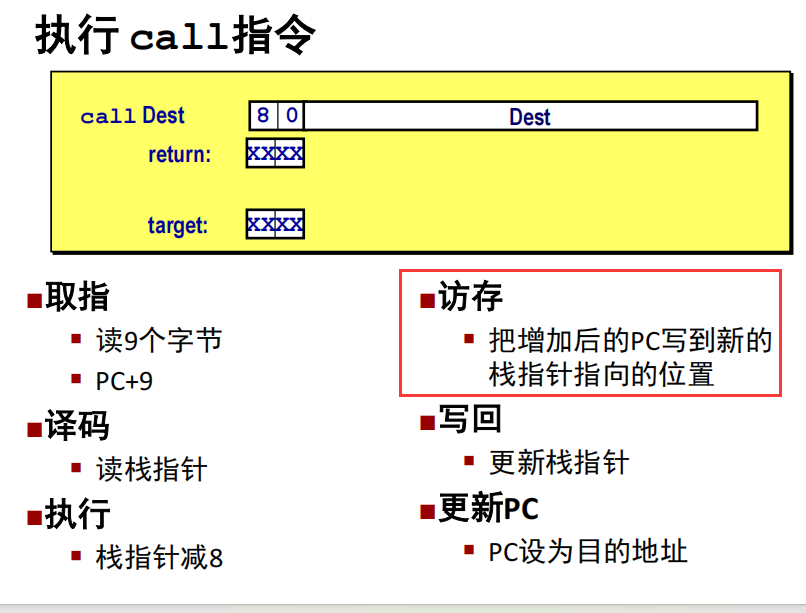 执行 call指令
call Dest 8 0 Dest
return: XX XX
target: XX XX
■取指
▪ 读9个字节
▪ PC+9
■译码
▪ 读栈指针
■执行
▪ 栈指针减8
■访存
▪ 把增加后的PC写到新的
栈指针指向的位置
■写回
▪ 更新栈指针
■更新PC
▪ PC设为目的地址